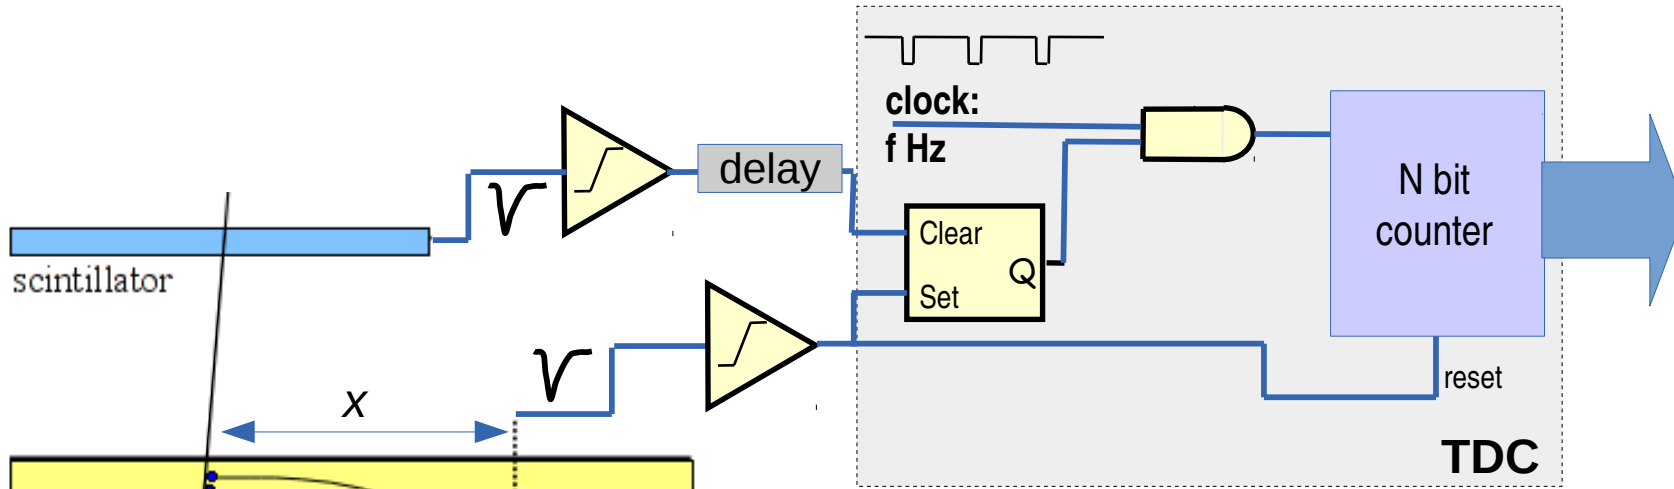 clock:
f Hz
delay
N bit
counter
Clear
Q
Set
scintillator
x
reset
TDC